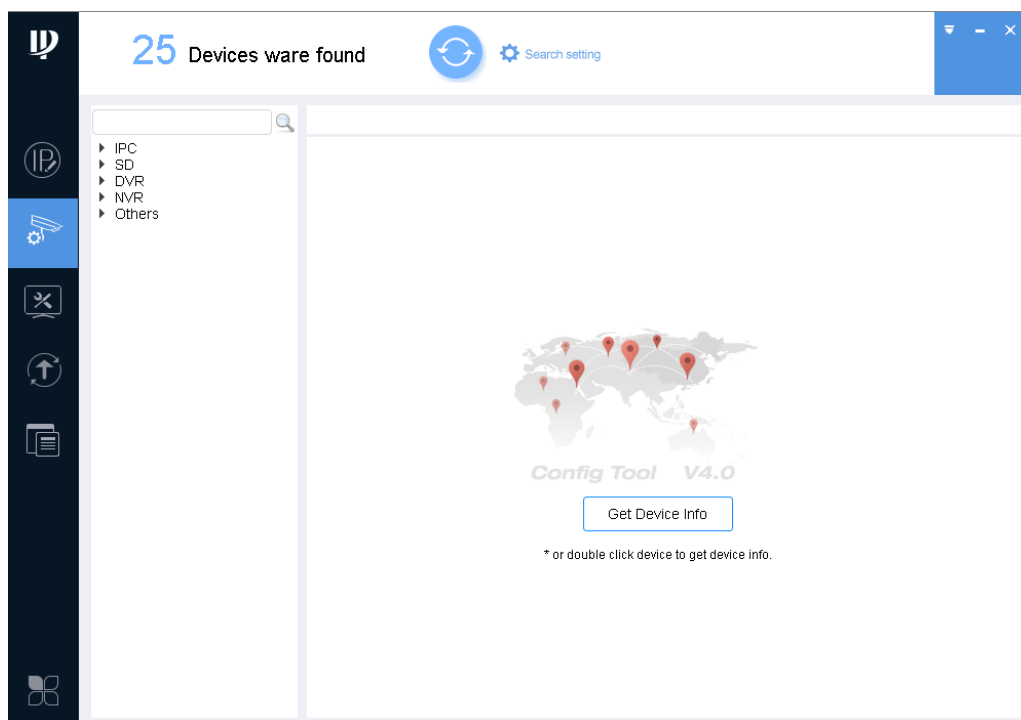 25 Devices ware found
Search setting
IP
IPC
SD
DVR
NVR
Others
Config Tool V4.0
Get Device Info
* or double click device to get device info.